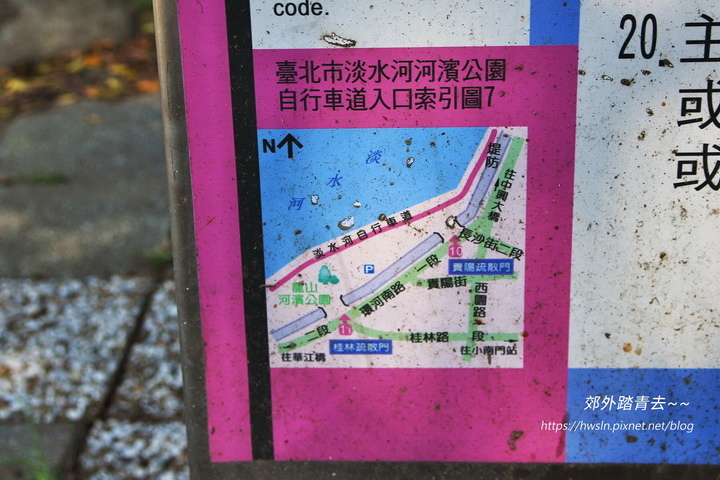 code.
臺北市淡水河河濱公園
自行車道入口索引圖7
20 主
或
或
N
淡
水
河
堤防
往中興大橋
淡水河自行車道
長沙街二段
10
貴陽疏散門
P
龍山
河濱公園
環河南路
一段
貴陽街
西園路
一段
11
桂林疏散門
桂林路
段
往華江橋
往小南門站
郊外踏青去~~
https://hwsln.pixnet.net/blog